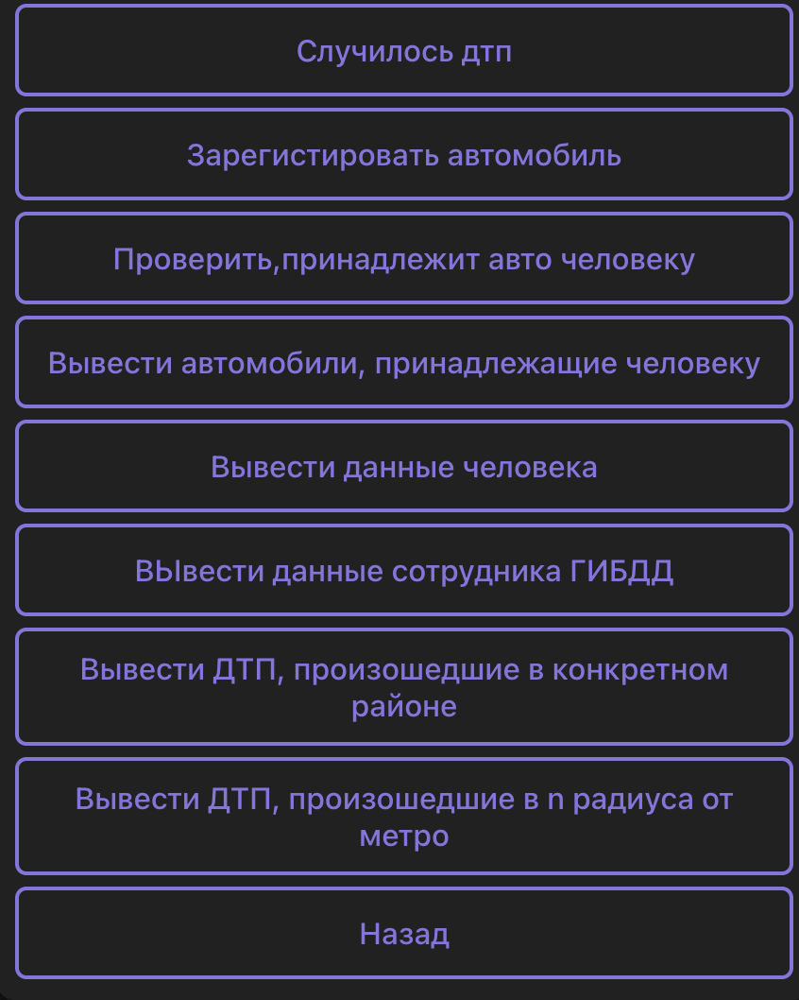 Случилось дтп
Зарегистировать автомобиль
Проверить,принадлежит авто человеку
Вывести автомобили, принадлежащие человеку
Вывести данные человека
ВЫвести данные сотрудника ГИБДД
Вывести ДТП, произошедшие в конкретном
районе
Вывести ДТП, произошедшие в n радиуса от
метро
Назад